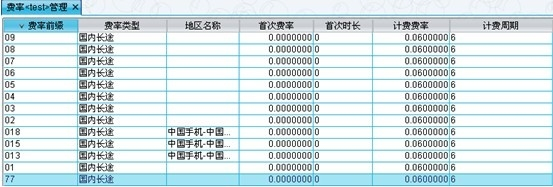 费率<test>管理 ×
费率前缀 费率类型 地区名称 首次费率 首次时长 计费费率 计费周期
09 国内长途 0.0000000 0 0.0600000 6
08 国内长途 0.0000000 0 0.0600000 6
07 国内长途 0.0000000 0 0.0600000 6
06 国内长途 0.0000000 0 0.0600000 6
05 国内长途 0.0000000 0 0.0600000 6
04 国内长途 0.0000000 0 0.0600000 6
03 国内长途 0.0000000 0 0.0600000 6
02 国内长途 0.0000000 0 0.0600000 6
018 国内长途 中国手机-中国... 0.0000000 0 0.0600000 6
015 国内长途 中国手机-中国... 0.0000000 0 0.0600000 6
013 国内长途 中国手机-中国... 0.0000000 0 0.0600000 6
01 国内长途 0.0000000 0 0.0600000 6
77 国内长途 0.0000000 0 0.0600000 6